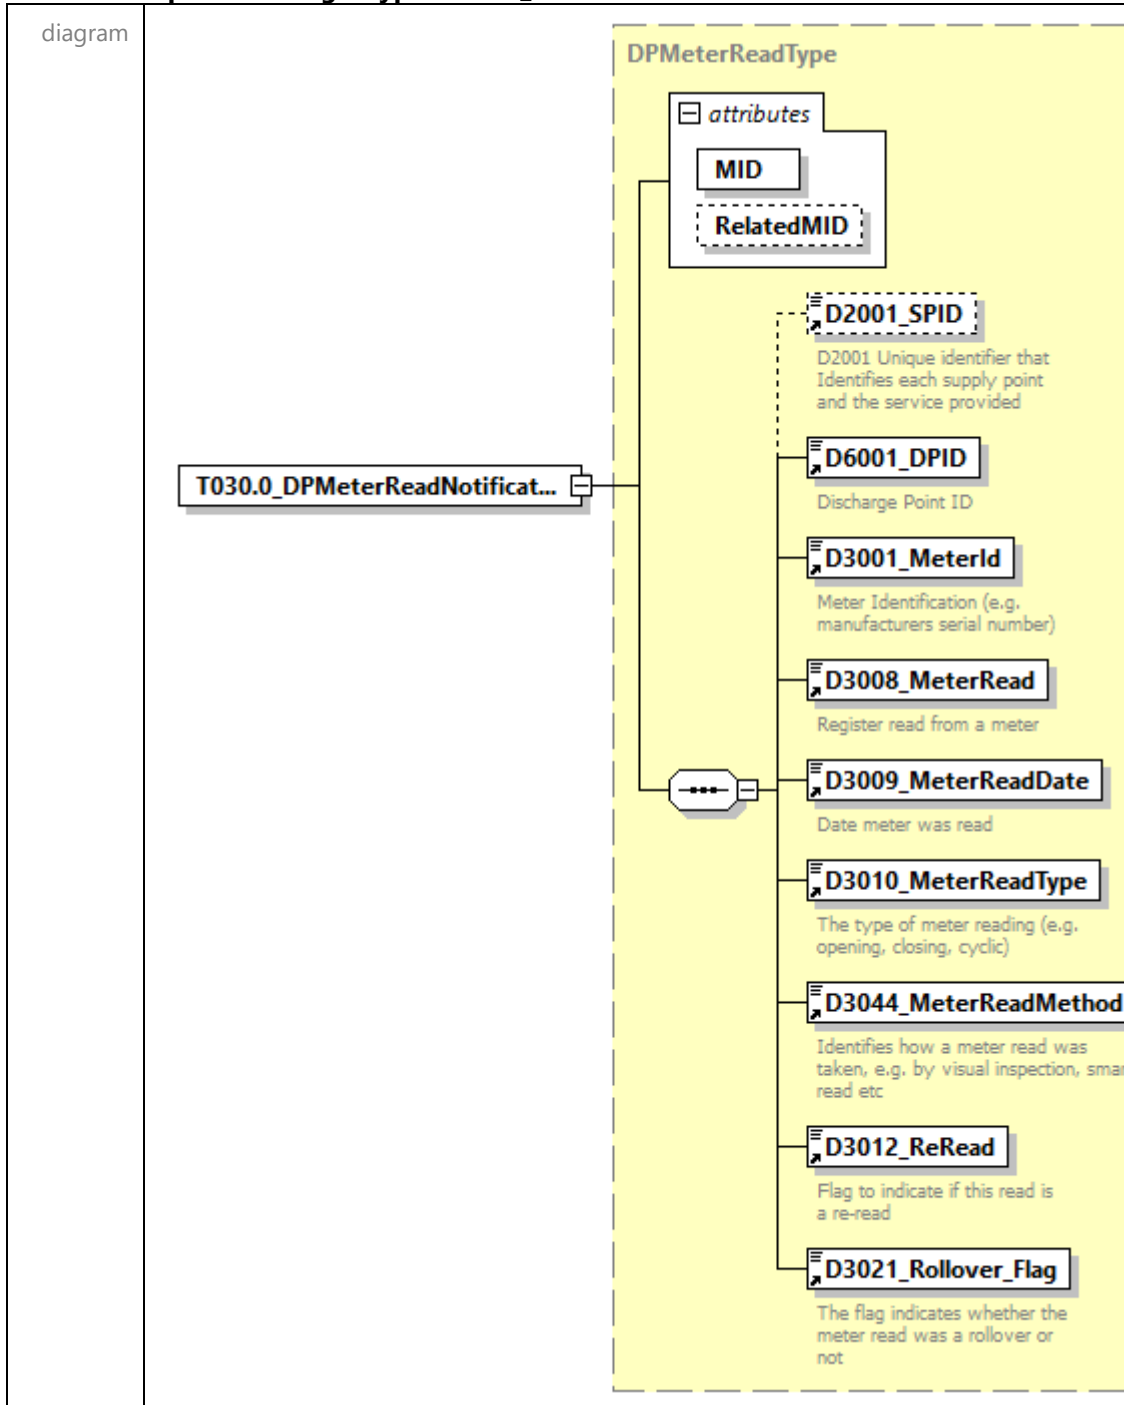 diagram
DPMeterReadType
attributes
MID
RelatedMID
D2001_SPID
D2001 Unique identifier that
Identifies each supply point
and the service provided
D6001_DPID
Discharge Point ID
T030.0_DPMeterReadNotificat...
D3001_MeterId
Meter Identification (e.g.
manufacturers serial number)
D3008_MeterRead
Register read from a meter
D3009_MeterReadDate
Date meter was read
D3010_MeterReadType
The type of meter reading (e.g.
opening, closing, cyclic)
D3044_MeterReadMethod
Identifies how a meter read was
taken, e.g. by visual inspection, smar
read etc
D3012_ReRead
Flag to indicate if this read is
a re-read
D3021_Rollover_Flag
The flag indicates whether the
meter read was a rollover or
not